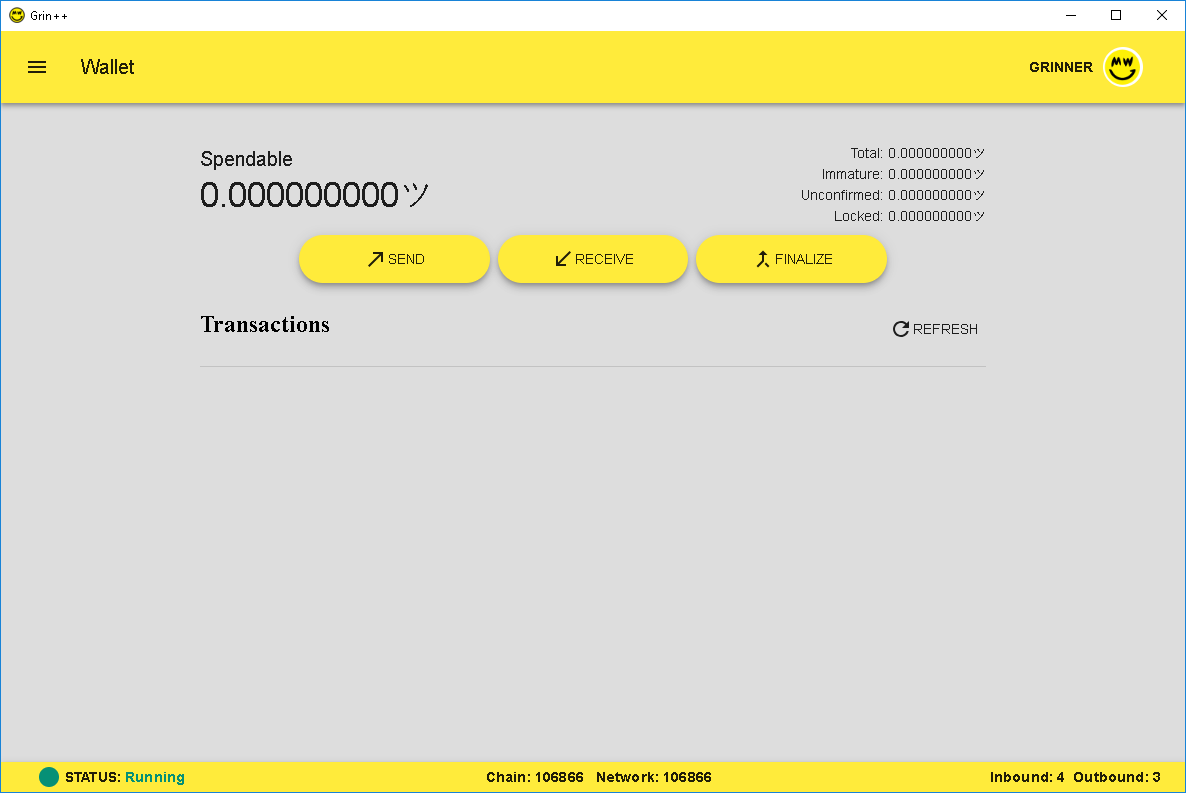 Grin++
Wallet
GRINNER
MW
Spendable
0.000000000ツ
Total: 0.000000000ツ
Immature: 0.000000000ツ
Unconfirmed: 0.000000000ツ
Locked: 0.000000000ツ
SEND
RECEIVE
FINALIZE
Transactions
REFRESH
STATUS: Running
Chain: 106866 Network: 106866
Inbound: 4 Outbound: 3